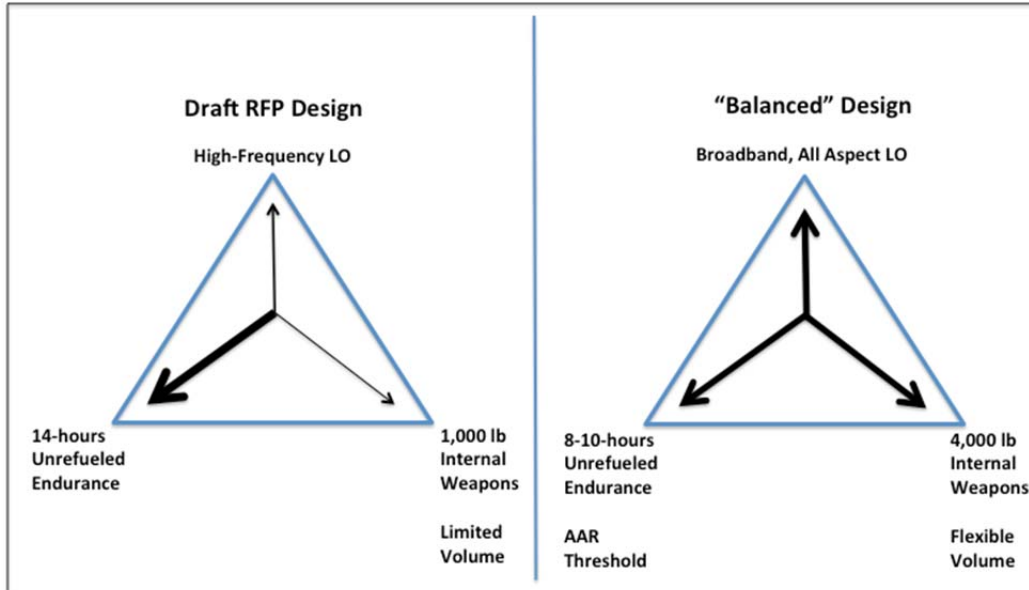 Draft RFP Design
High-Frequency LO
14-hours
Unrefueled
Endurance
1,000 lb
Internal
Weapons
Limited
Volume
“Balanced” Design
Broadband, All Aspect LO
8-10-hours
Unrefueled
Endurance
AAR
Threshold
4,000 lb
Internal
Weapons
Flexible
Volume